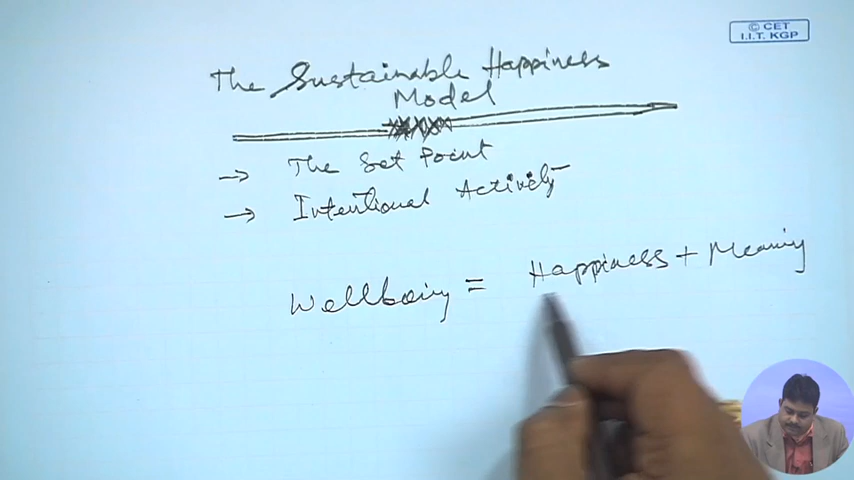 © CET
I.I.T. KGP
The Sustainable Happiness
Model
→ The Set Point
→ Intentional Activity
Wellbeing = Happiness + Meaning